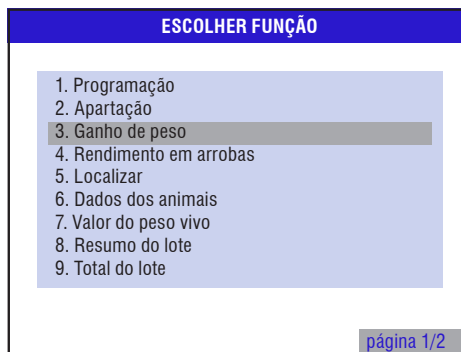 ESCOLHER FUNÇÃO
1. Programação
2. Apartação
3. Ganho de peso
4. Rendimento em arrobas
5. Localizar
6. Dados dos animais
7. Valor do peso vivo
8. Resumo do lote
9. Total do lote
página 1/2